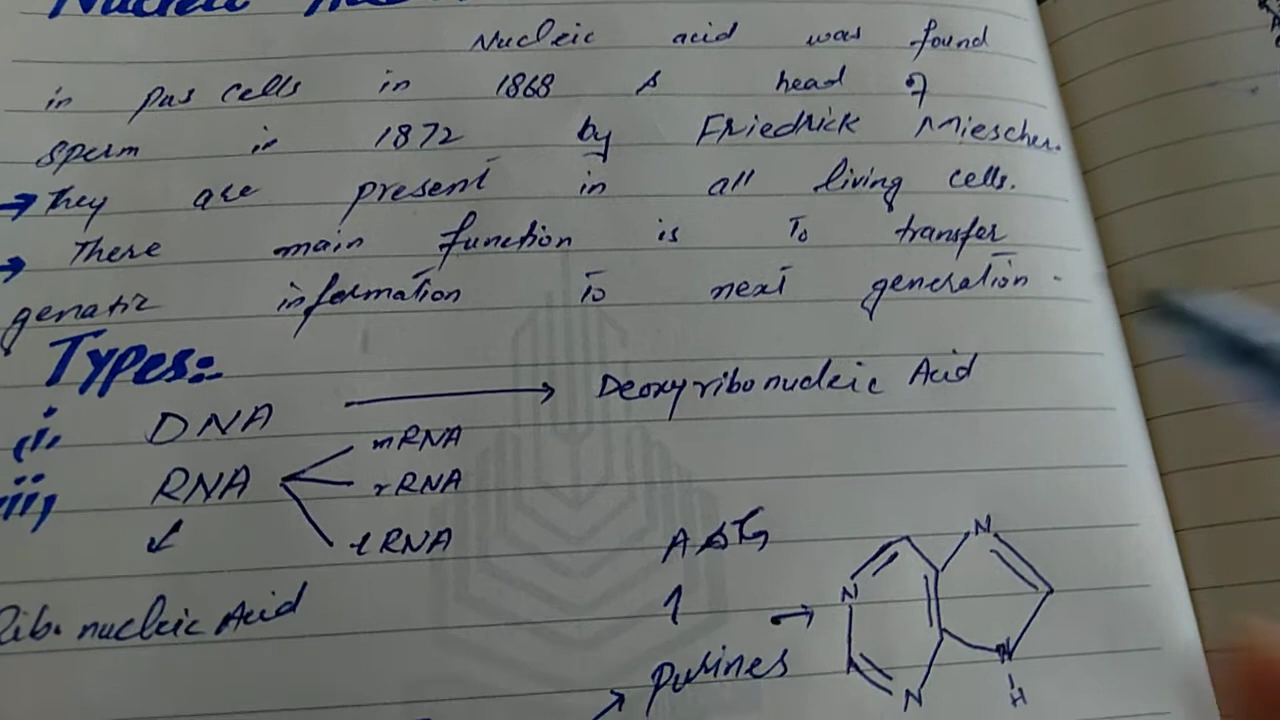 Nucleic
Nucleic acid was found
in pus cells in 1868 & head of
sperm in 1872 by Friedrick Miescher.
→ They are present in all living cells.
→ There main function is To transfer
genatic information to next generation.
Types:-
(i) DNA → Deoxyribonucleic Acid
mRNA
(ii) RNA rRNA
tRNA
A & G
Ribo nucleic Acid
→ purines →
N
N
N
N
H